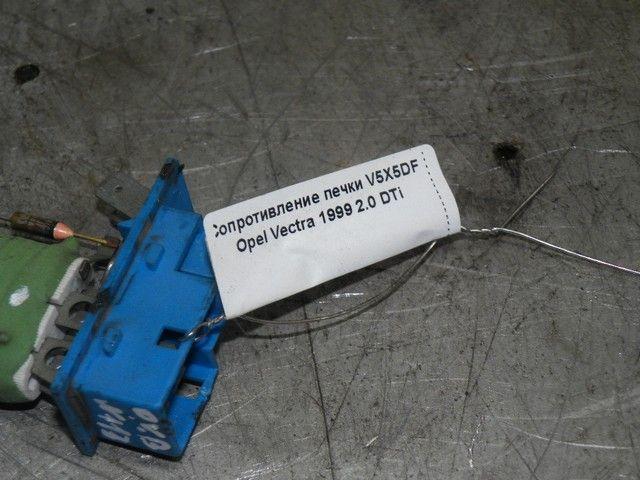 Сопротивление печки V5X5DF
Opel Vectra 1999 2.0 DTi